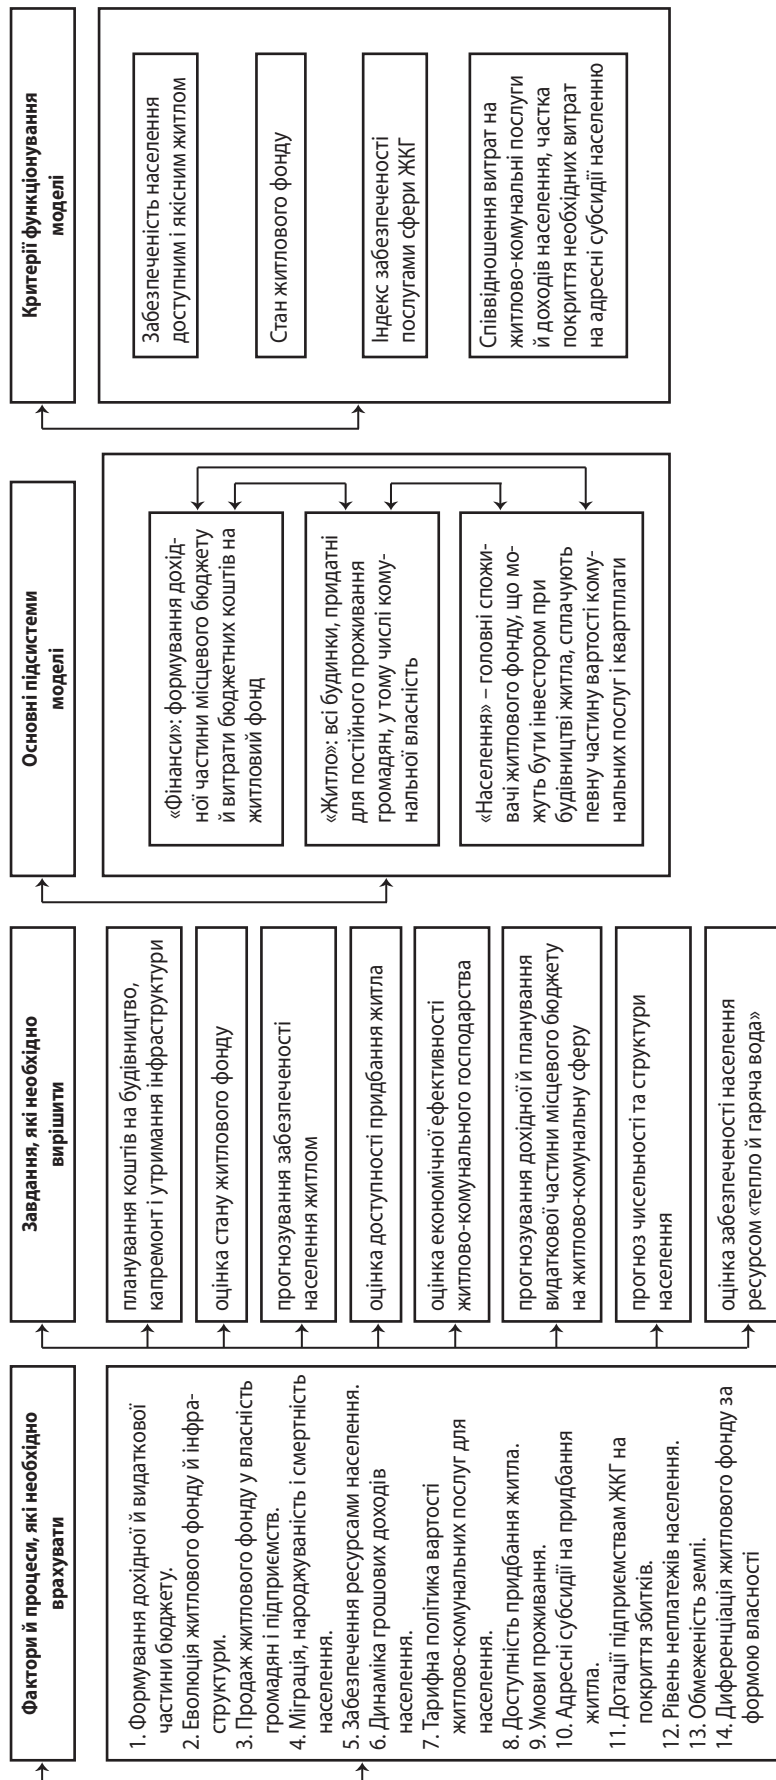 Фактори й процеси, які необхідно
врахувати
1. Формування дохідної й видаткової
частини бюджету.
2. Еволюція житлового фонду й інфра-
структури.
3. Продаж житлового фонду у власність
громадян і підприємств.
4. Міграція, народжуваність і смертність
населення.
5. Забезпечення ресурсами населення.
6. Динаміка грошових доходів
населення.
7. Тарифна політика вартості
житлово-комунальних послуг для
населення.
8. Доступність придбання житла.
9. Умови проживання.
10. Адресні субсидії на придбання
житла.
11. Дотації підприємствам ЖКГ на
покриття збитків.
12. Рівень неплатежів населення.
13. Обмеженість землі.
14. Диференціація житлового фонду за
формою власності
Завдання, які необхідно
вирішити
планування коштів на будівництво,
капремонт і утримання інфраструктури
оцінка стану житлового фонду
прогнозування забезпеченості
населення житлом
оцінка доступності придбання житла
оцінка економічної ефективності
житлово-комунального господарства
прогнозування дохідної й планування
видаткової частини місцевого бюджету
на житлово-комунальну сферу
прогноз чисельності та структури
населення
оцінка забезпеченості населення
ресурсом «тепло й гаряча вода»
Основні підсистеми
моделі
«Фінанси»: формування дохід-
ної частини місцевого бюджету
й витрати бюджетних коштів на
житловий фонд
«Житло»: всі будинки, придатні
для постійного проживання
громадян, у тому числі кому-
нальної власність
«Населення» – головні спожи-
вачі житлового фонду, що мо-
жуть бути інвестором при
будівництві житла, сплачують
певну частину вартості кому-
нальних послуг і квартплати
Критерії функціонування
моделі
Забезпеченість населення
доступним і якісним житлом
Стан житлового фонду
Індекс забезпеченості
послугами сфери ЖКГ
Співвідношення витрат на
житлово-комунальні послуги
й доходів населення, частка
покриття необхідних витрат
на адресні субсидії населенню